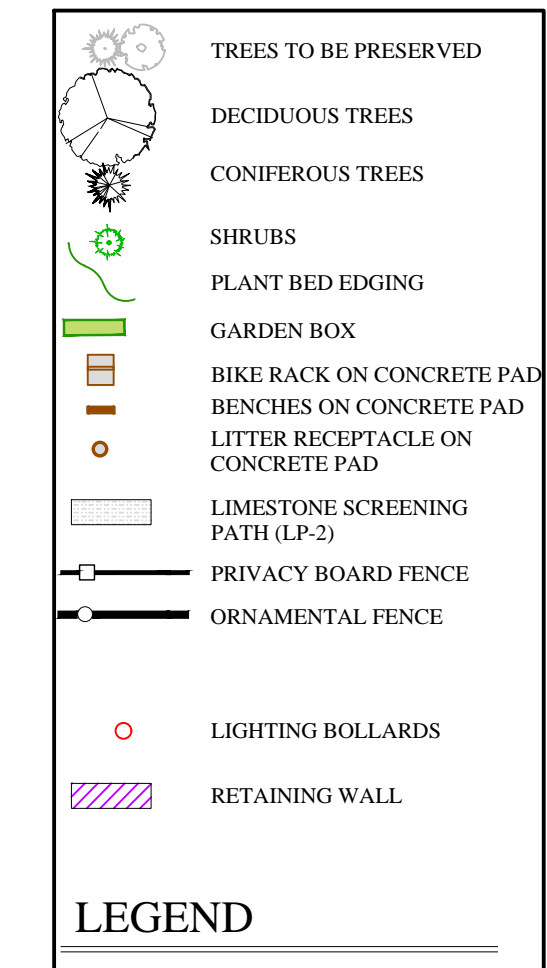 TREES TO BE PRESERVED
DECIDUOUS TREES
CONIFEROUS TREES
SHRUBS
PLANT BED EDGING
GARDEN BOX
BIKE RACK ON CONCRETE PAD
BENCHES ON CONCRETE PAD
LITTER RECEPTACLE ON
CONCRETE PAD
LIMESTONE SCREENING
PATH (LP-2)
PRIVACY BOARD FENCE
ORNAMENTAL FENCE
LIGHTING BOLLARDS
RETAINING WALL
LEGEND